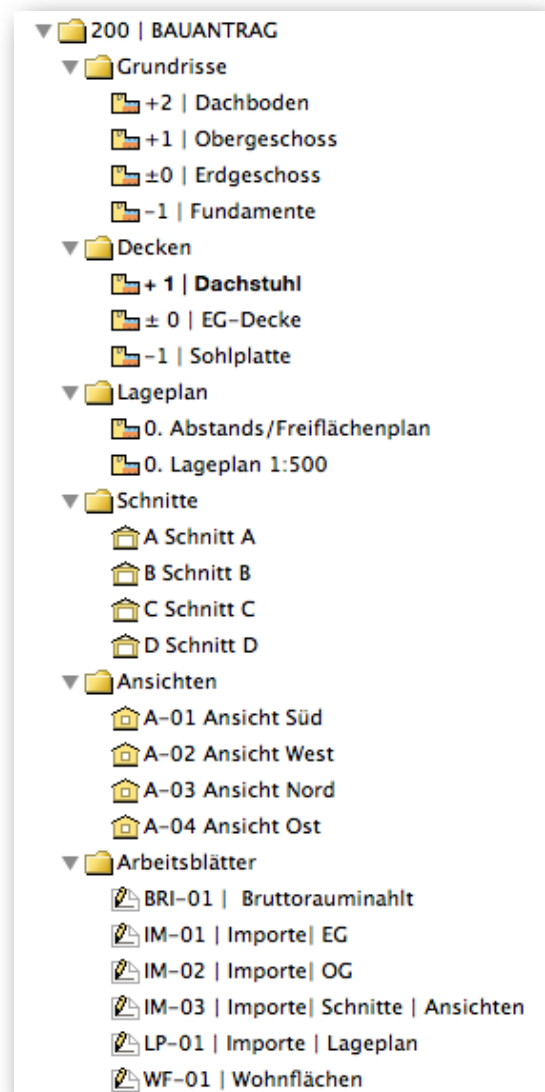 200 | BAUANTRAG
Grundrisse
+2 | Dachboden
+1 | Obergeschoss
±0 | Erdgeschoss
-1 | Fundamente
Decken
+ 1 | Dachstuhl
± 0 | EG-Decke
-1 | Sohlplatte
Lageplan
0. Abstands/Freiflächenplan
0. Lageplan 1:500
Schnitte
A Schnitt A
B Schnitt B
C Schnitt C
D Schnitt D
Ansichten
A-01 Ansicht Süd
A-02 Ansicht West
A-03 Ansicht Nord
A-04 Ansicht Ost
Arbeitsblätter
BRI-01 |  Bruttorauminahlt
IM-01 | Importe| EG
IM-02 | Importe| OG
IM-03 | Importe| Schnitte | Ansichten
LP-01 | Importe | Lageplan
WF-01 | Wohnflächen